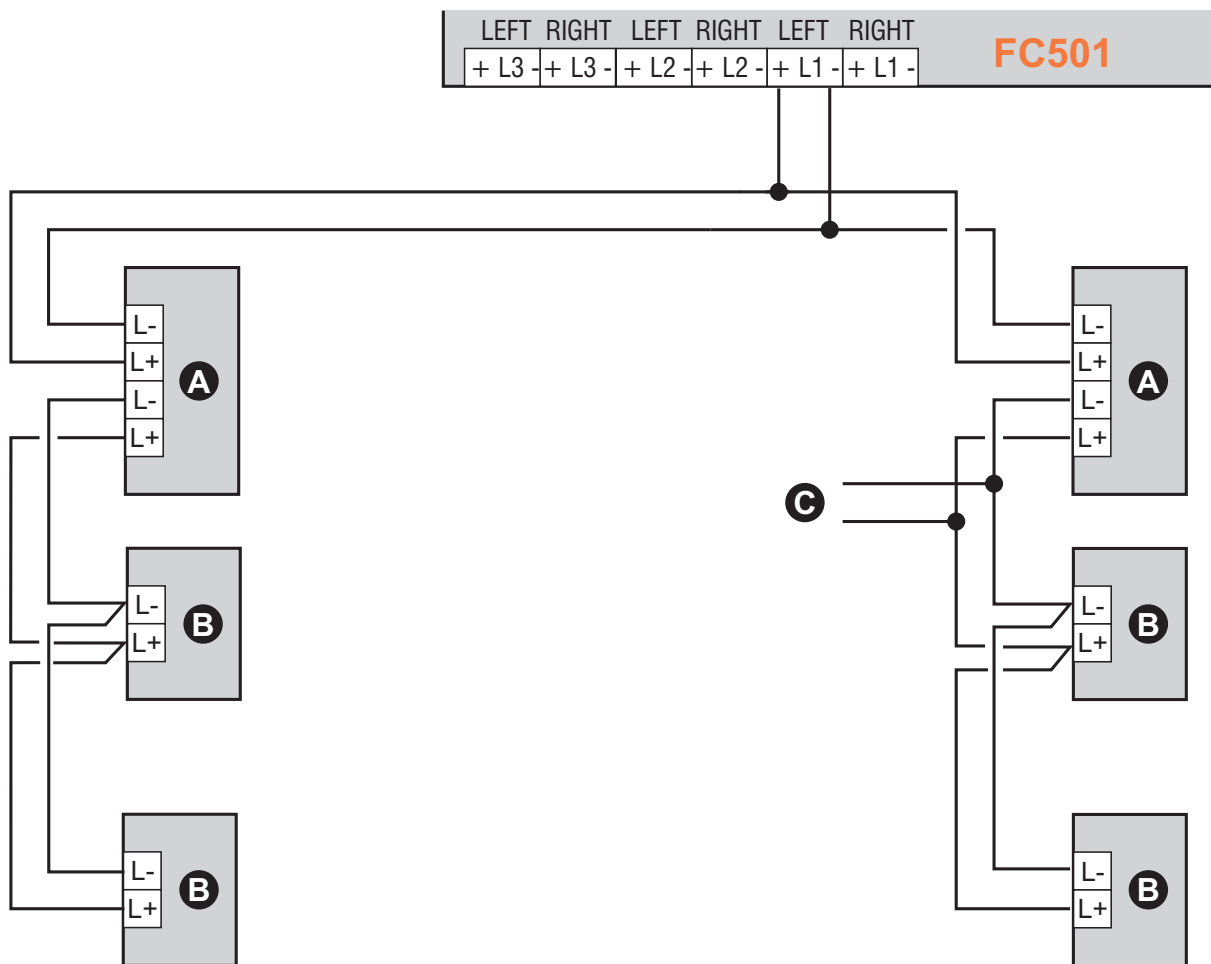 LEFT RIGHT LEFT RIGHT LEFT RIGHT
FC501
+ L3 - + L3 - + L2 - + L2 - + L1 - + L1 -
L-
L+
L-
L+
A
L-
L+
L-
L+
A
C
L-
L+
B
L-
L+
B
L-
L+
B
L-
L+
B